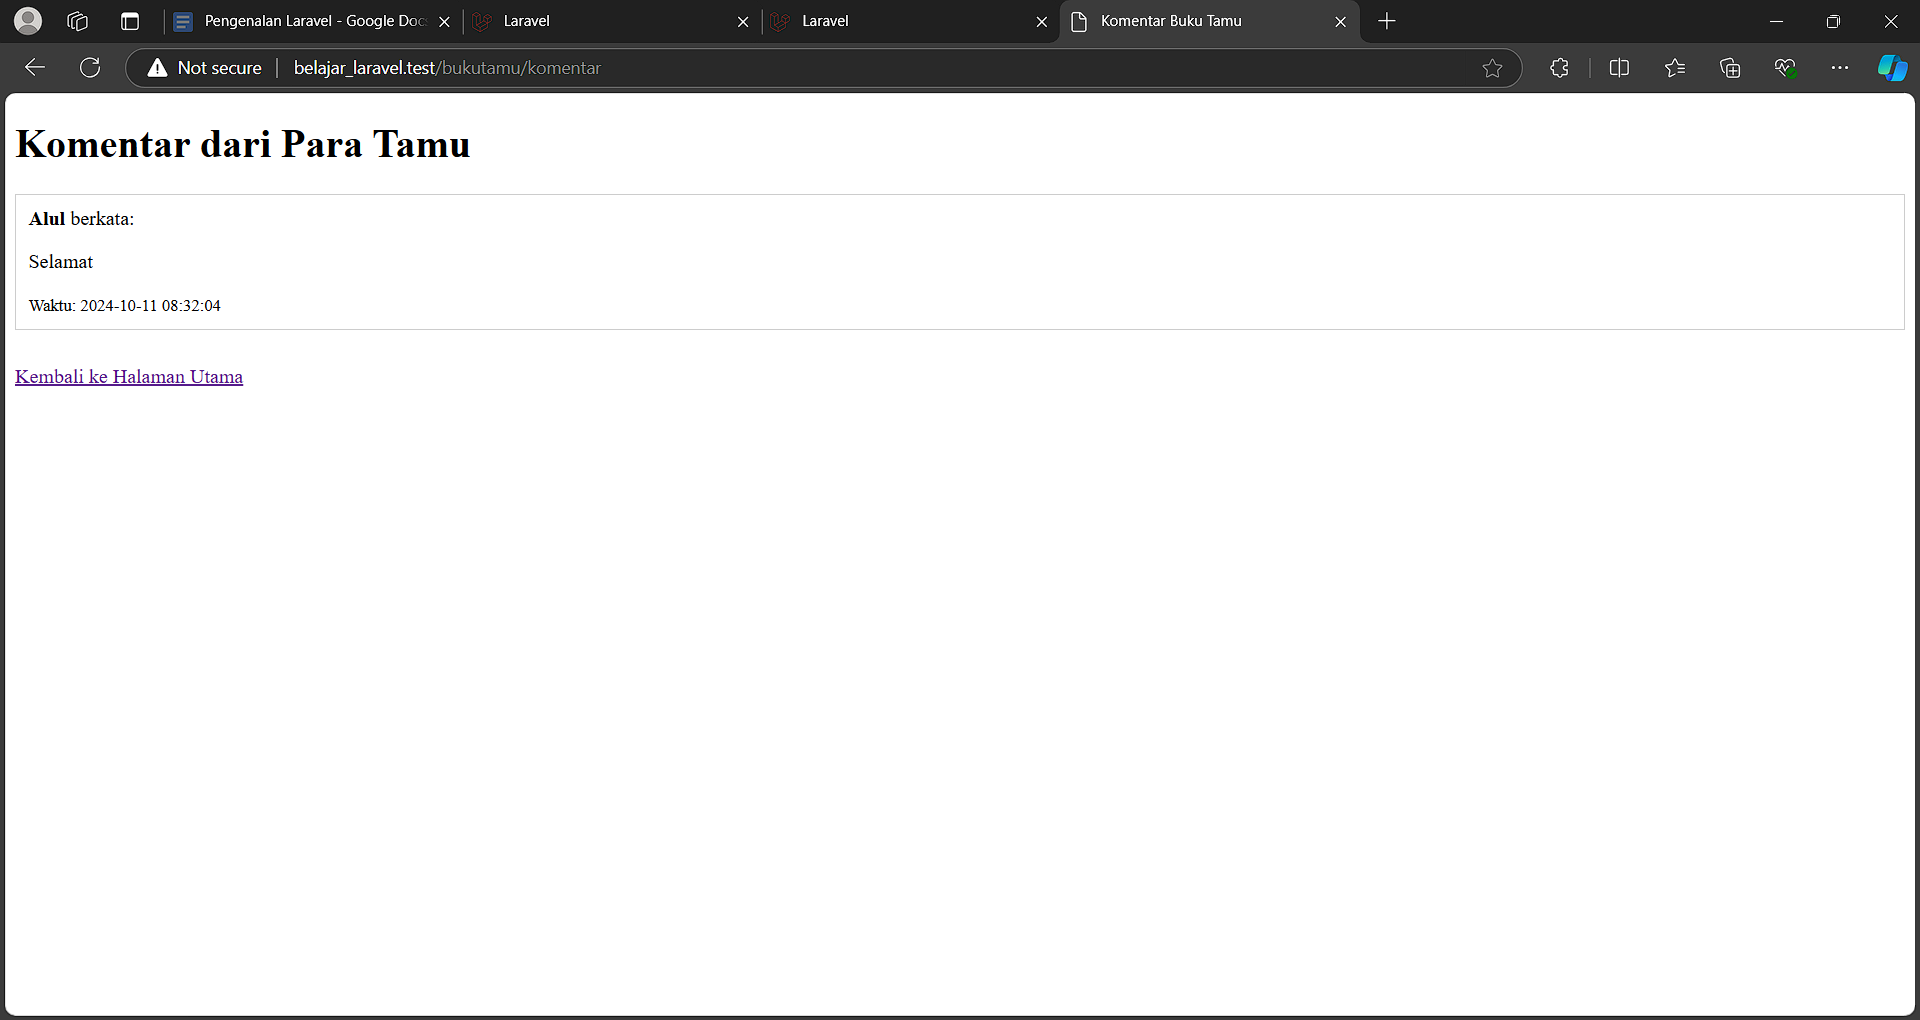 Pengenalan Laravel - Google Doc
Laravel
Laravel
Komentar Buku Tamu
Not secure
belajar_laravel.test/bukutamu/komentar
Komentar dari Para Tamu
Alul berkata:
Selamat
Waktu: 2024-10-11 08:32:04
Kembali ke Halaman Utama